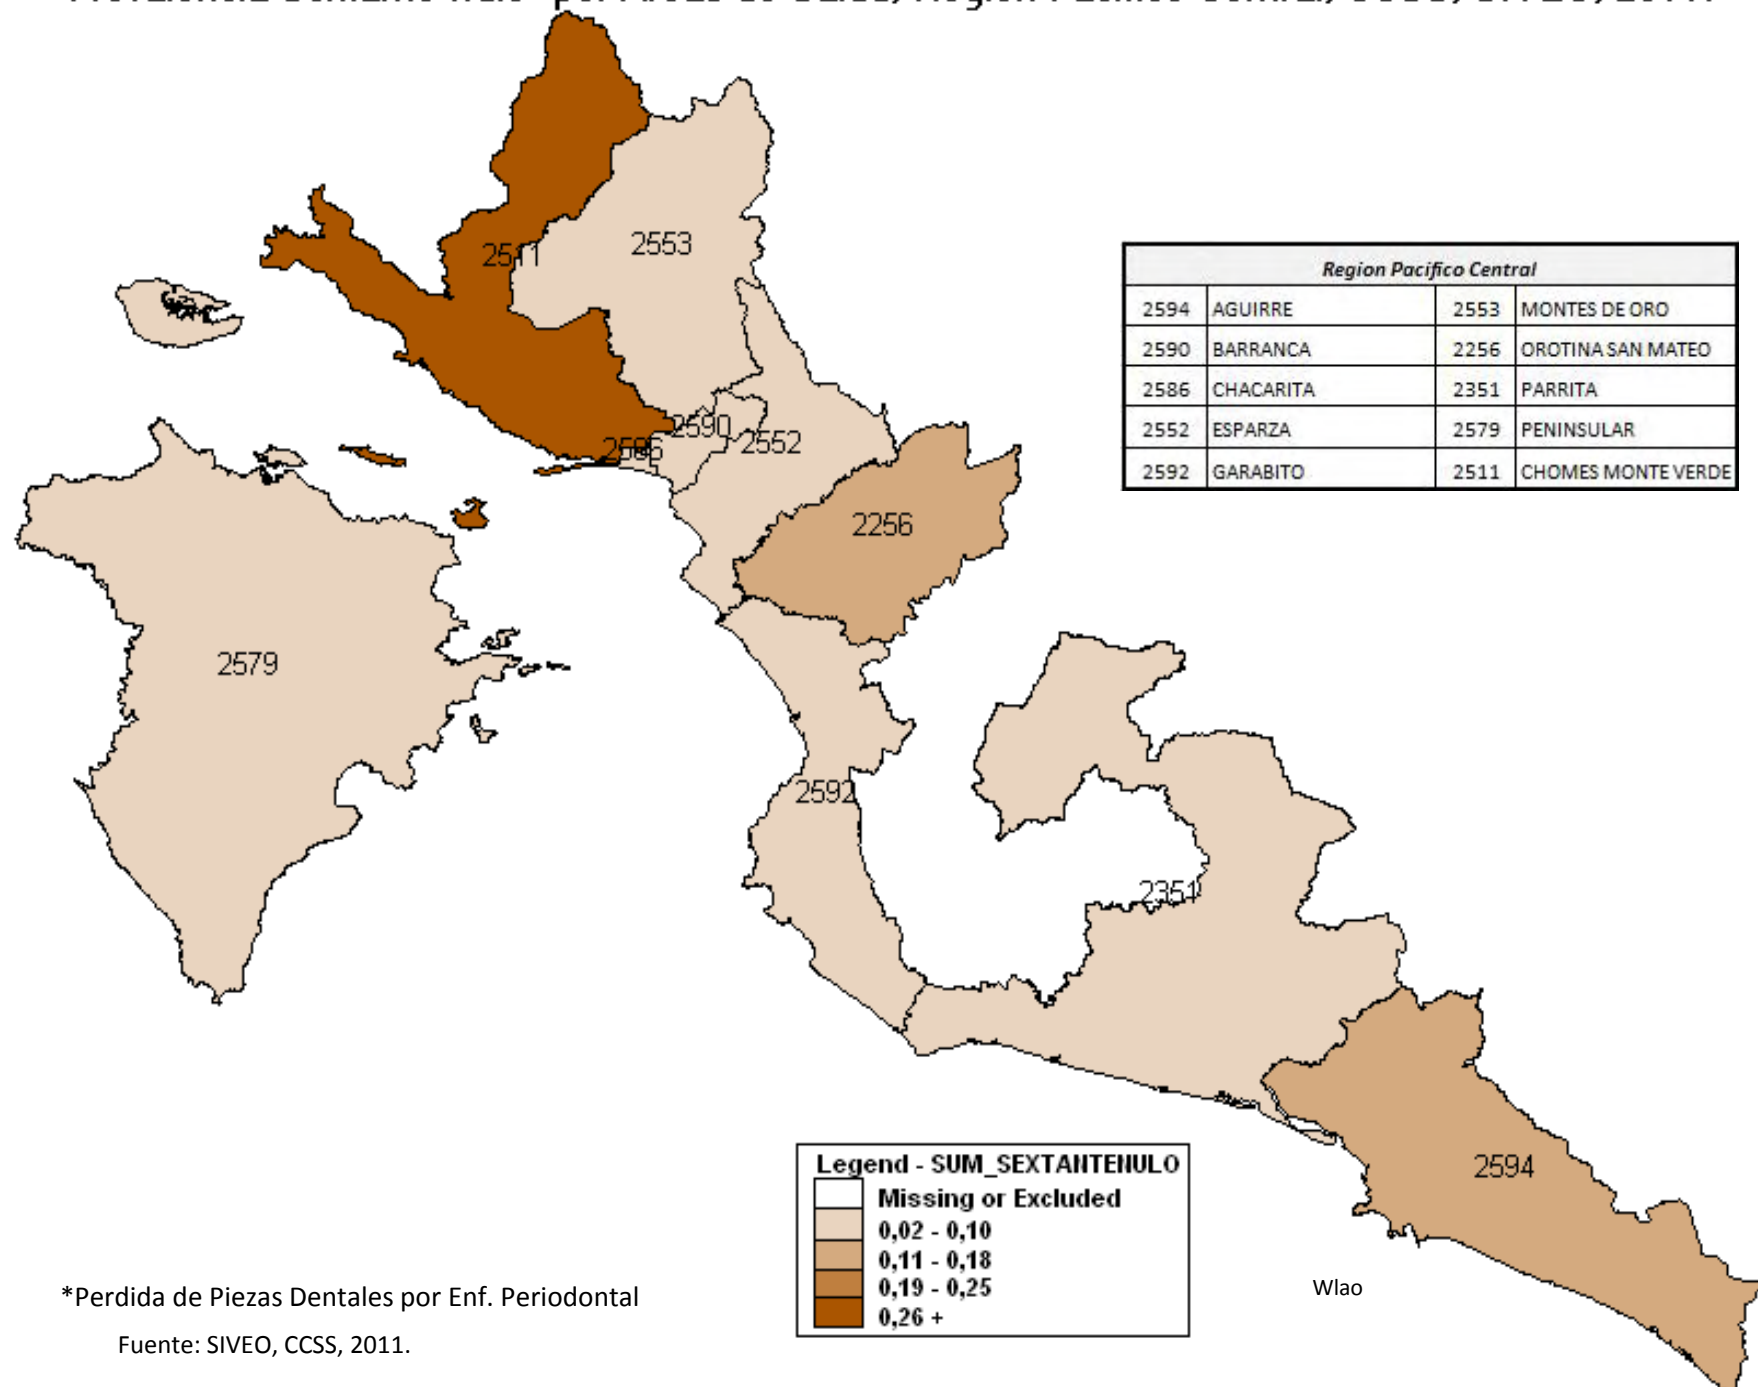 2511
2553
Region Pacifico Central
2594 AGUIRRE 2553 MONTES DE ORO
2590 BARRANCA 2256 OROTINA SAN MATEO
2586 CHACARITA 2351 PARRITA
2552 ESPARZA 2579 PENINSULAR
2592 GARABITO 2511 CHOMES MONTE VERDE
2590
2586
2552
2256
2579
2592
2351
2594
Legend - SUM_SEXTANTENULO
Missing or Excluded
0,02 - 0,10
0,11 - 0,18
0,19 - 0,25
0,26 +
*Perdida de Piezas Dentales por Enf. Periodontal
Wlao
Fuente: SIVEO, CCSS, 2011.